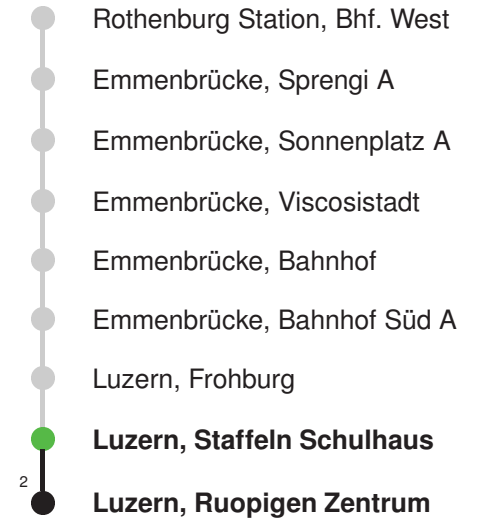 Rothenburg Station, Bhf. West
Emmenbrücke, Sprengi A
Emmenbrücke, Sonnenplatz A
Emmenbrücke, Viscosistadt
Emmenbrücke, Bahnhof
Emmenbrücke, Bahnhof Süd A
Luzern, Frohburg
Luzern, Staffeln Schulhaus
2
Luzern, Ruopigen Zentrum